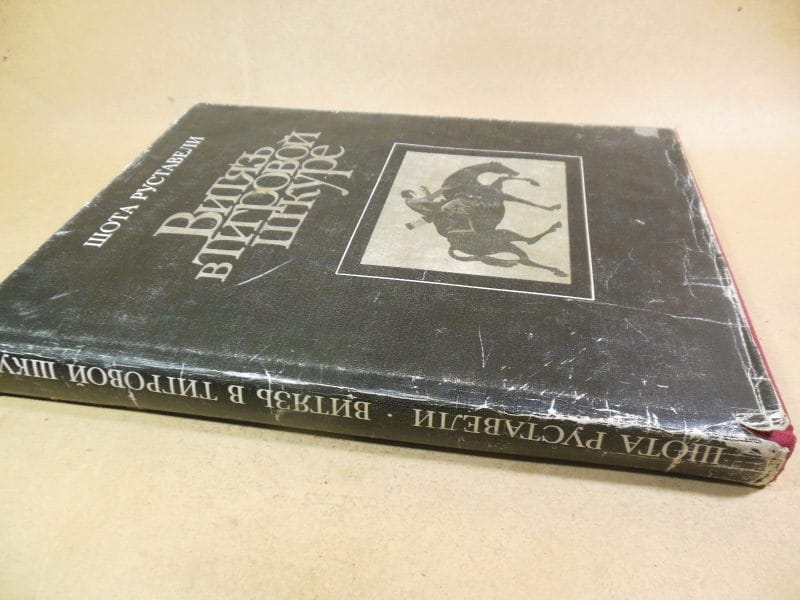 ШОТА РУСТАВЕЛИ
Витязь
в тигровой
шкуре
ШОТА РУСТАВЕЛИ · ВИТЯЗЬ В ТИГРОВОЙ ШКУ